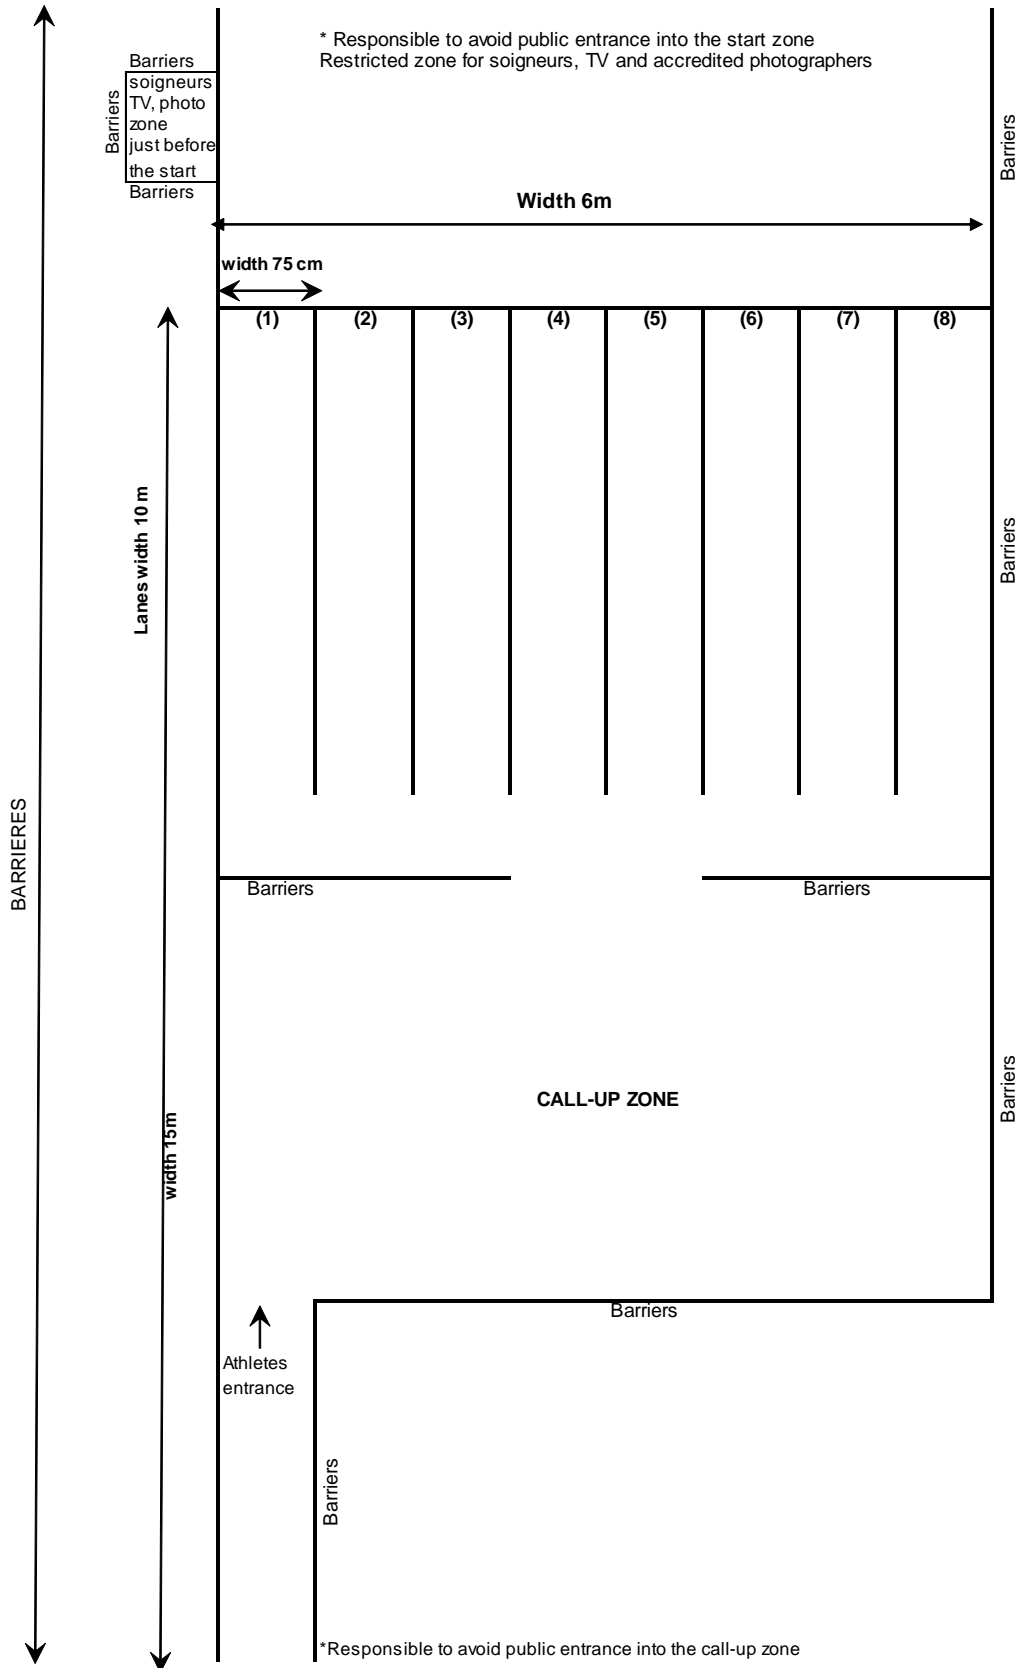 * Responsible to avoid public entrance into the start zone
Restricted zone for soigneurs, TV and accredited photographers
Barriers
Barriers
soigneurs
TV, photo
zone
just before
the start
Barriers
Barriers
Width 6m
width 75 cm
(1) (2) (3) (4) (5) (6) (7) (8)
Lanes width 10 m
Barriers
BARRIERES
Barriers
Barriers
CALL-UP ZONE
Barriers
width 15m
Barriers
Athletes
entrance
Barriers
*Responsible to avoid public entrance into the call-up zone